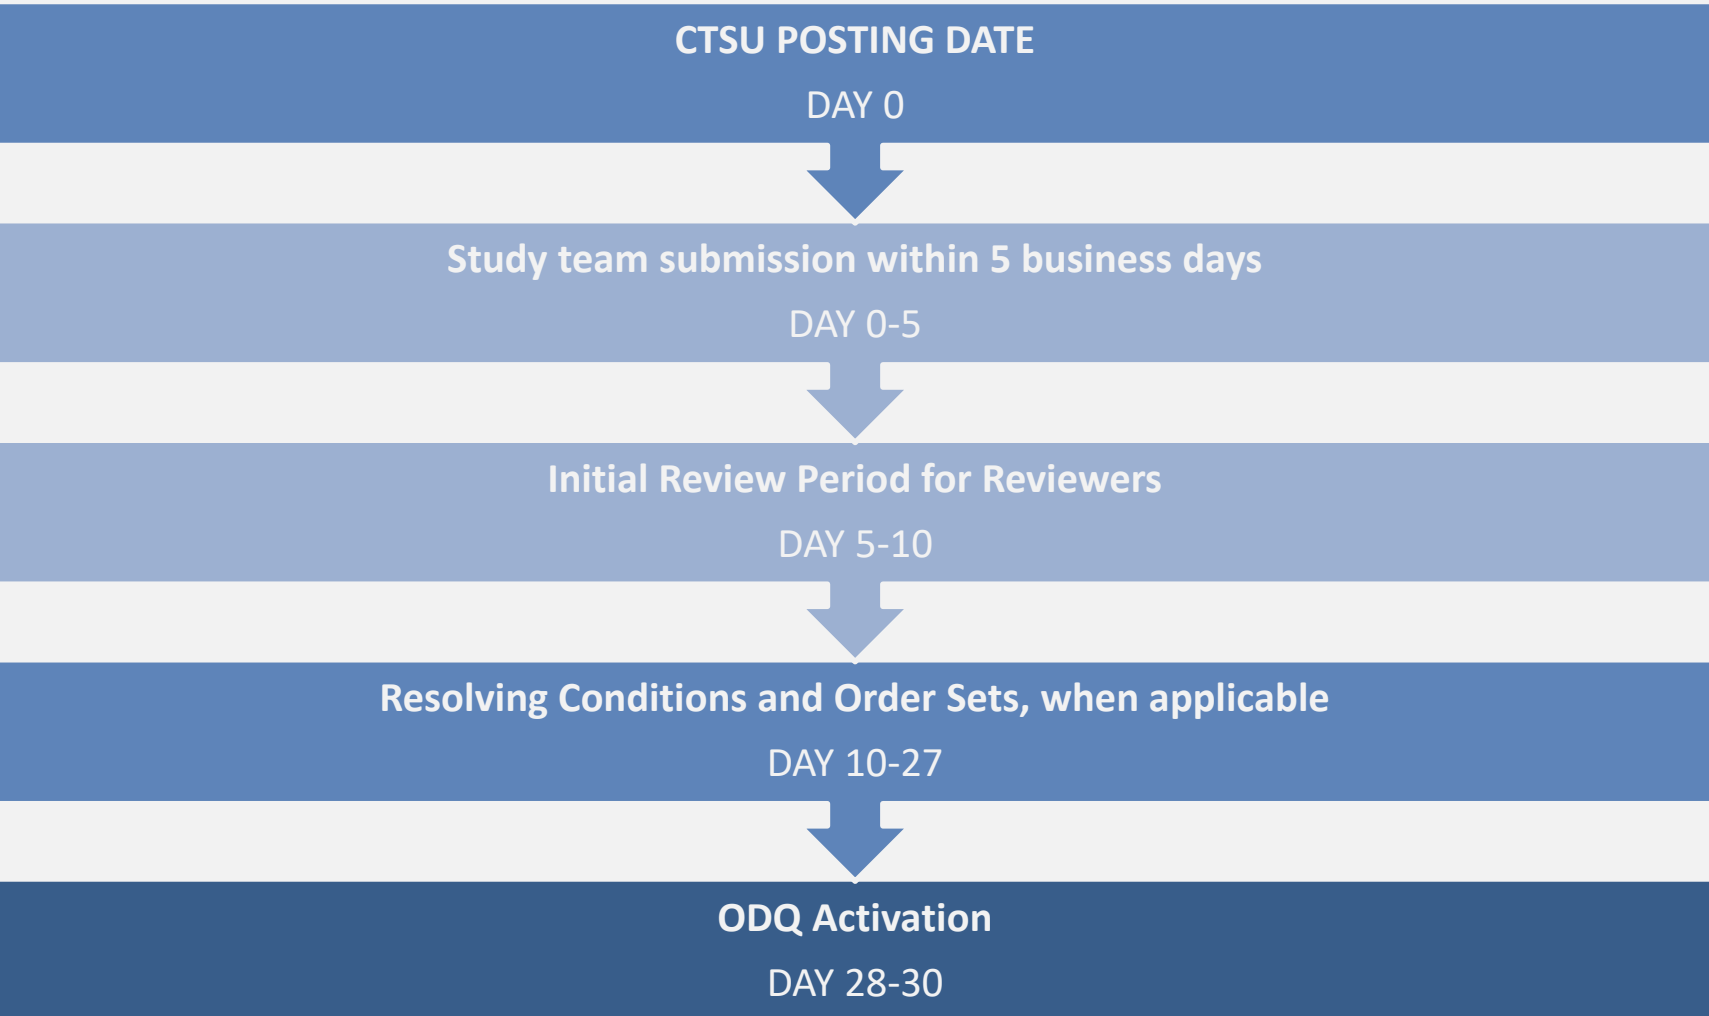 CTSU POSTING DATE
DAY 0
Study team submission within 5 business days
DAY 0-5
Initial Review Period for Reviewers
DAY 5-10
Resolving Conditions and Order Sets, when applicable
DAY 10-27
ODQ Activation
DAY 28-30